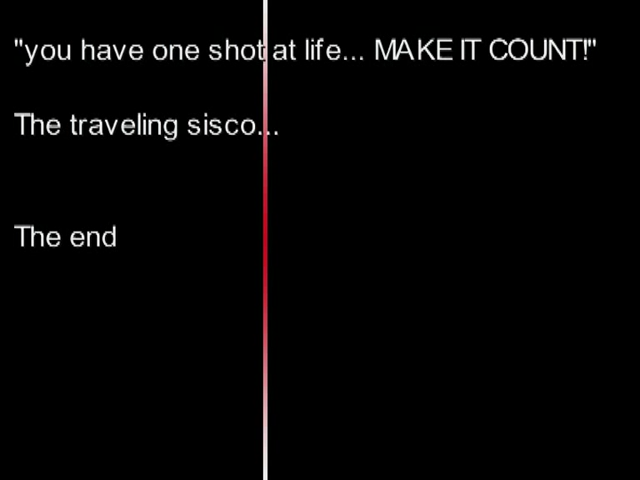 "you have one shot at life... MAKE IT COUNT!"
The traveling sisco...
The end